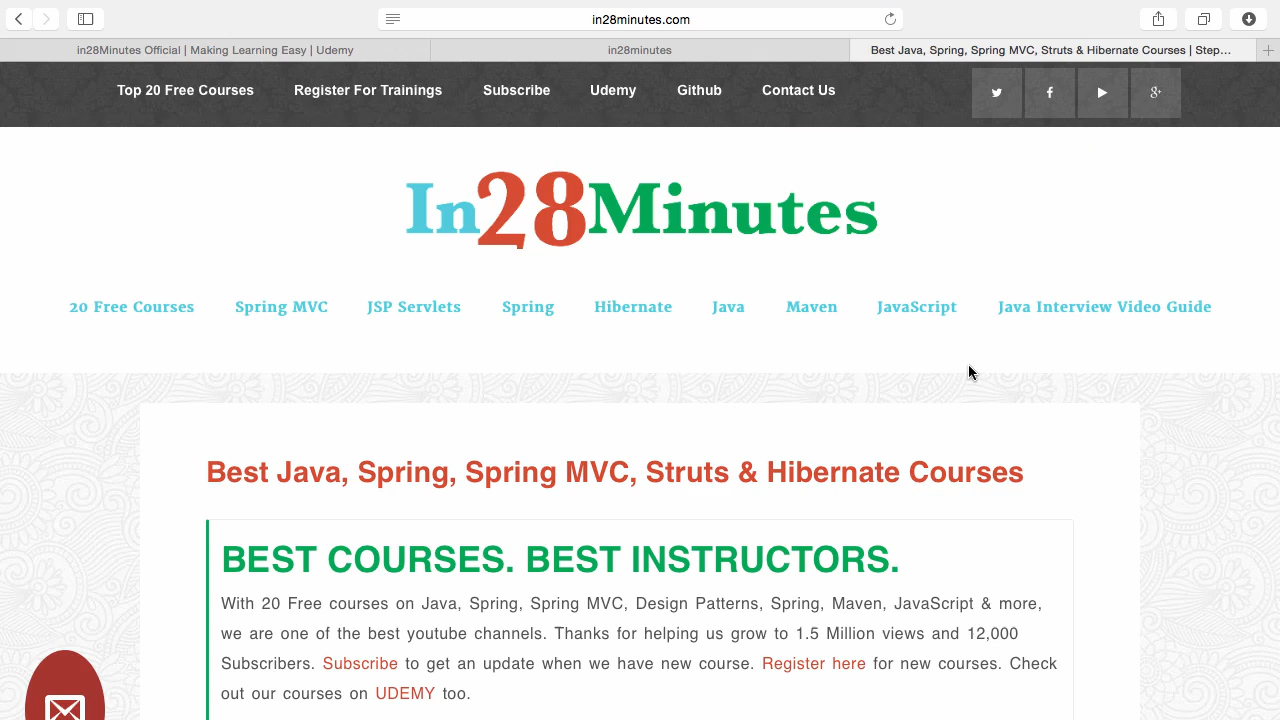 in28minutes.com
in28Minutes Official | Making Learning Easy | Udemy
in28minutes
Best Java, Spring, Spring MVC, Struts & Hibernate Courses | Step...
Top 20 Free Courses
Register For Trainings
Subscribe
Udemy
Github
Contact Us
In28Minutes
20 Free Courses
Spring MVC
JSP Servlets
Spring
Hibernate
Java
Maven
JavaScript
Java Interview Video Guide
Best Java, Spring, Spring MVC, Struts & Hibernate Courses
BEST COURSES. BEST INSTRUCTORS.
With 20 Free courses on Java, Spring, Spring MVC, Design Patterns, Spring, Maven, JavaScript & more,
we are one of the best youtube channels. Thanks for helping us grow to 1.5 Million views and 12,000
Subscribers. Subscribe to get an update when we have new course. Register here for new courses. Check
out our courses on UDEMY too.